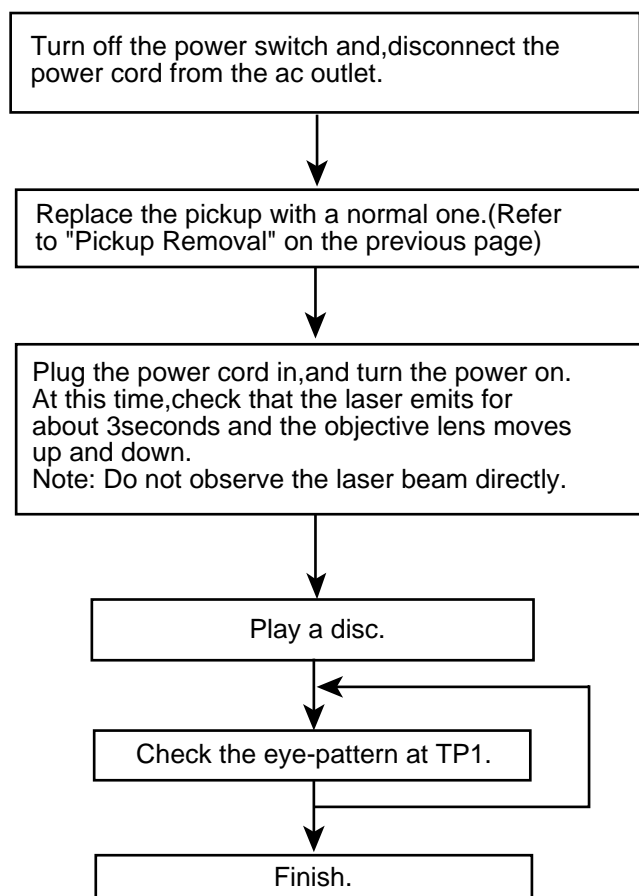 Turn off the power switch and,disconnect the
power cord from the ac outlet.
Replace the pickup with a normal one.(Refer
to "Pickup Removal" on the previous page)
Plug the power cord in,and turn the power on.
At this time,check that the laser emits for
about 3seconds and the objective lens moves
up and down.
Note: Do not observe the laser beam directly.
Play a disc.
Check the eye-pattern at TP1.
Finish.